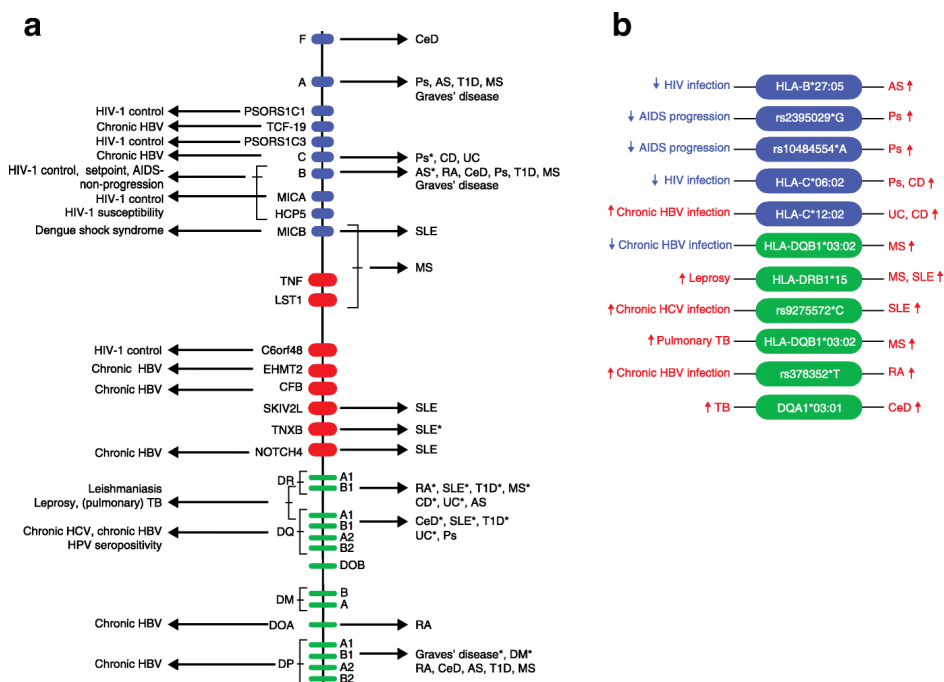 a
F
CeD
A
Ps, AS, T1D, MS
Graves' disease
HIV-1 control
PSORS1C1
Chronic HBV
TCF-19
HIV-1 control
PSORS1C3
Chronic HBV
C
Ps*, CD, UC
HIV-1 control, setpoint, AIDS-
non-progression
B
AS*, RA, CeD, Ps, T1D, MS
Graves' disease
HIV-1 control
MICA
HIV-1 susceptibility
HCP5
Dengue shock syndrome
MICB
SLE
MS
TNF
LST1
HIV-1 control
C6orf48
Chronic HBV
EHMT2
Chronic HBV
CFB
SKIV2L
SLE
TNXB
SLE*
Chronic HBV
NOTCH4
SLE
Leishmaniasis
Leprosy, (pulmonary) TB
DR
A1
B1
RA*, SLE*, T1D*, MS*
CD*, UC*, AS
Chronic HCV, chronic HBV
HPV seropositivity
DQ
A1
B1
A2
B2
CeD*, SLE*, T1D*
UC*, Ps
DOB
DM
B
A
Chronic HBV
DOA
RA
Chronic HBV
DP
A1
B1
A2
B2
Graves' disease*, DM*
RA, CeD, AS, T1D, MS
b
↓ HIV infection HLA-B*27:05 AS ↑
↓ AIDS progression rs2395029*G Ps ↑
↓ AIDS progression rs10484554*A Ps ↑
↓ HIV infection HLA-C*06:02 Ps, CD ↑
↑ Chronic HBV infection HLA-C*12:02 UC, CD ↑
↓ Chronic HBV infection HLA-DQB1*03:02 MS ↑
↑ Leprosy HLA-DRB1*15 MS, SLE ↑
↑ Chronic HCV infection rs9275572*C SLE ↑
↑ Pulmonary TB HLA-DQB1*03:02 MS ↑
↑ Chronic HBV infection rs378352*T RA ↑
↑ TB DQA1*03:01 CeD ↑